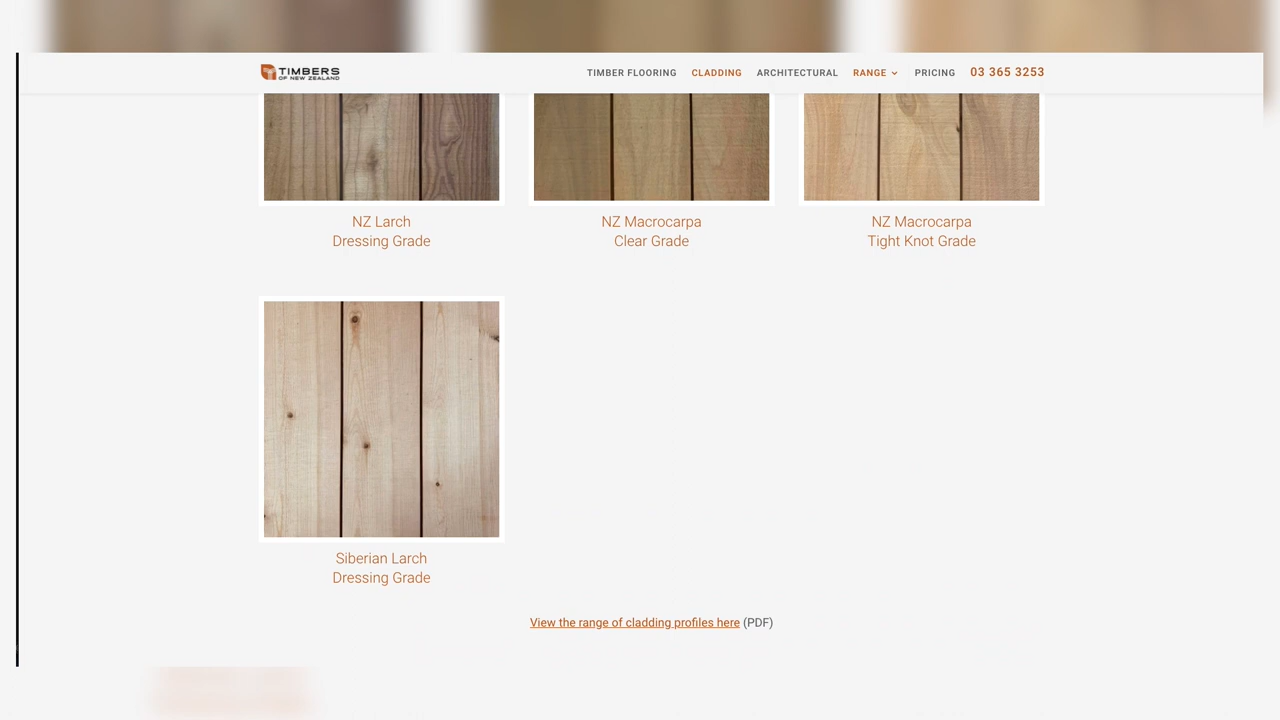 TIMBERS
OF NEW ZEALAND
TIMBER FLOORING
CLADDING
ARCHITECTURAL
RANGE
PRICING
03 365 3253
NZ Larch
Dressing Grade
NZ Macrocarpa
Clear Grade
NZ Macrocarpa
Tight Knot Grade
Siberian Larch
Dressing Grade
View the range of cladding profiles here (PDF)